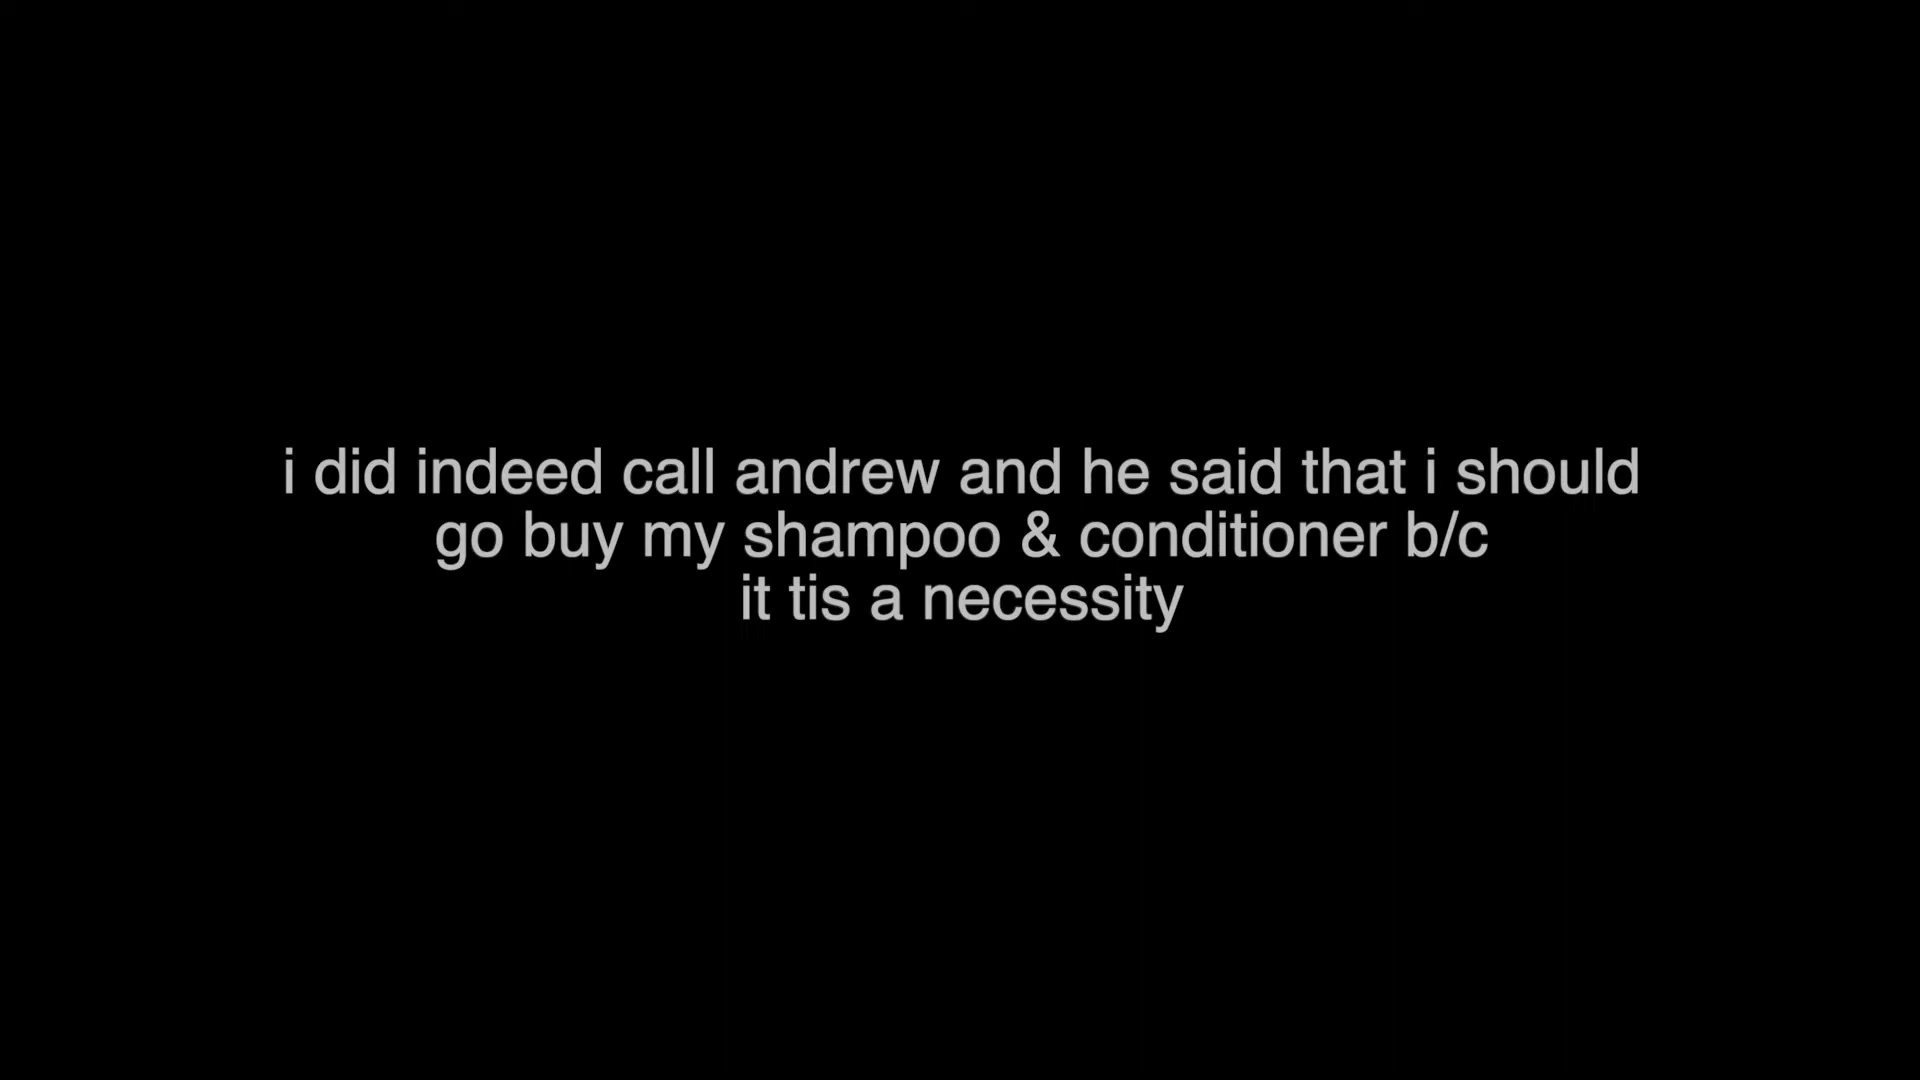 i did indeed call andrew and he said that i should
go buy my shampoo & conditioner b/c
it tis a necessity